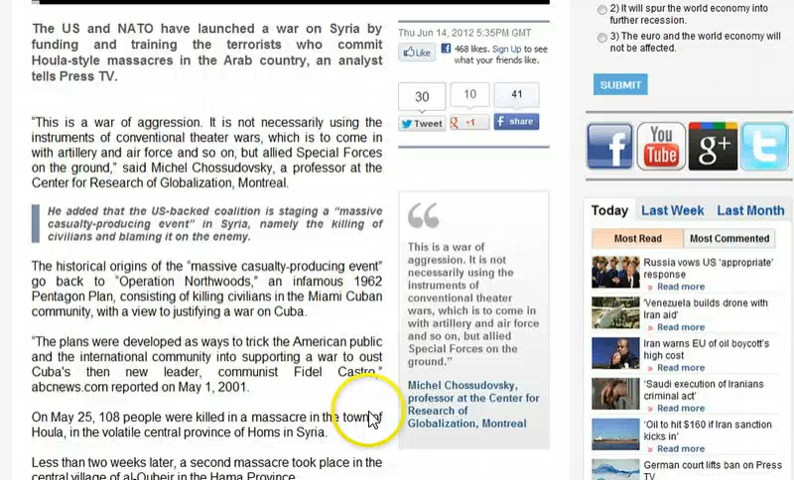 The US and NATO have launched a war on Syria by
funding and training the terrorists who commit
Houla-style massacres in the Arab country, an analyst
tells Press TV.
"This is a war of aggression. It is not necessarily using the
instruments of conventional theater wars, which is to come in
with artillery and air force and so on, but allied Special Forces
on the ground," said Michel Chossudovsky, a professor at the
Center for Research of Globalization, Montreal.
He added that the US-backed coalition is staging a "massive
casualty-producing event" in Syria, namely the killing of
civilians and blaming it on the enemy.
The historical origins of the "massive casualty-producing event"
go back to "Operation Northwoods," an infamous 1962
Pentagon Plan, consisting of killing civilians in the Miami Cuban
community, with a view to justifying a war on Cuba.
"The plans were developed as ways to trick the American public
and the international community into supporting a war to oust
Cuba's then new leader, communist Fidel Castro,"
abcnews.com reported on May 1, 2001.
On May 25, 108 people were killed in a massacre in the town of
Houla, in the volatile central province of Homs in Syria.
Less than two weeks later, a second massacre took place in the
central village of al-Qubeir in the Hama Province.
Thu Jun 14, 2012 5:35PM GMT
Like
468 likes. Sign Up to see
what your friends like.
30
10
41
Tweet
+1
share
This is a war of
aggression. It is not
necessarily using the
instruments of
conventional theater
wars, which is to come
in with artillery
and air force
and so on, but allied
Special Forces on the
ground."
Michel Chossudovsky,
professor at the Center for
Research of
Globalization, Montreal
2) It will spur the world economy into
further recession.
3) The euro and the world economy will
not be affected.
SUBMIT
f
You
Tube
g+
t
Today
Last Week
Last Month
Most Read
Most Commented
Russia vows US 'appropriate'
response
» Read more
'Venezuela builds drone with
Iran aid'
» Read more
Iran warns EU of oil boycott's
high cost
» Read more
'Saudi execution of Iranians
criminal act'
» Read more
'Oil to hit $160 if Iran sanction
kicks in'
» Read more
German court lifts ban on Press
TV